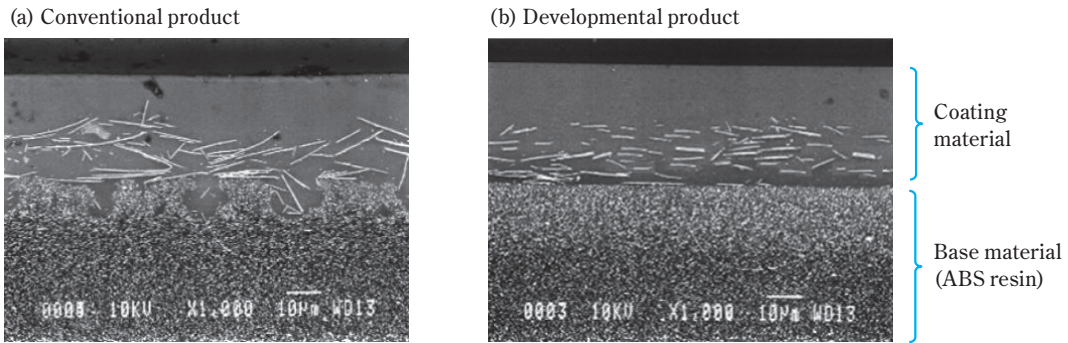 (a) Conventional product
(b) Developmental product
0003 10KV X1,000 10μm WD13
0003 10KV X1,000 10μm WD13
Coating
material
Base material
(ABS resin)